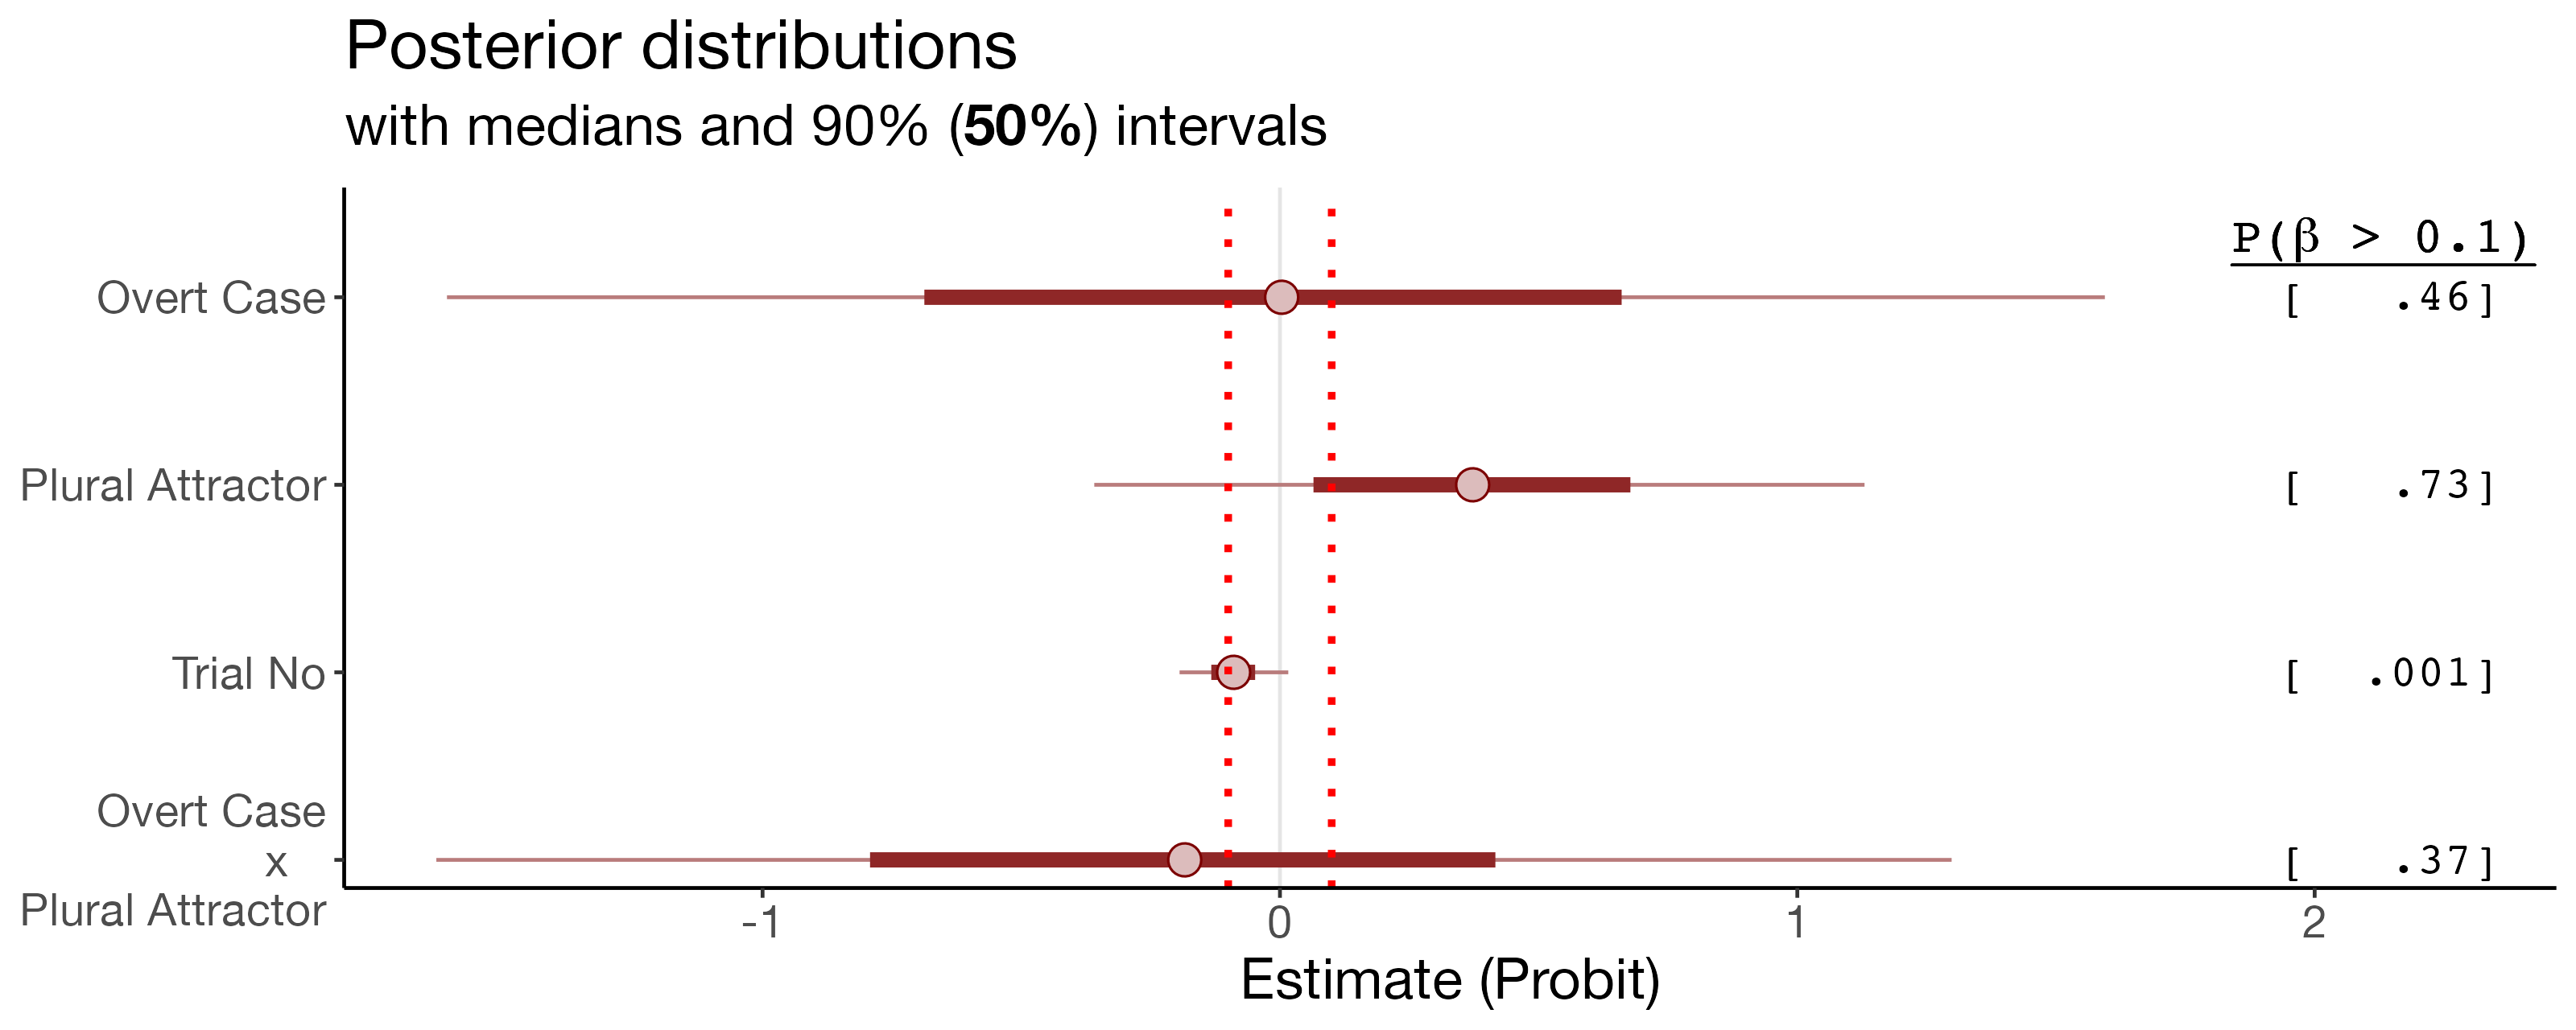 Posterior distributions
with medians and 90% (50%) intervals
P(β > 0.1)
Overt Case
[ .46]
Plural Attractor
[ .73]
Trial No
[ .001]
Overt Case
x
Plural Attractor
[ .37]
-1 0 1 2
Estimate (Probit)